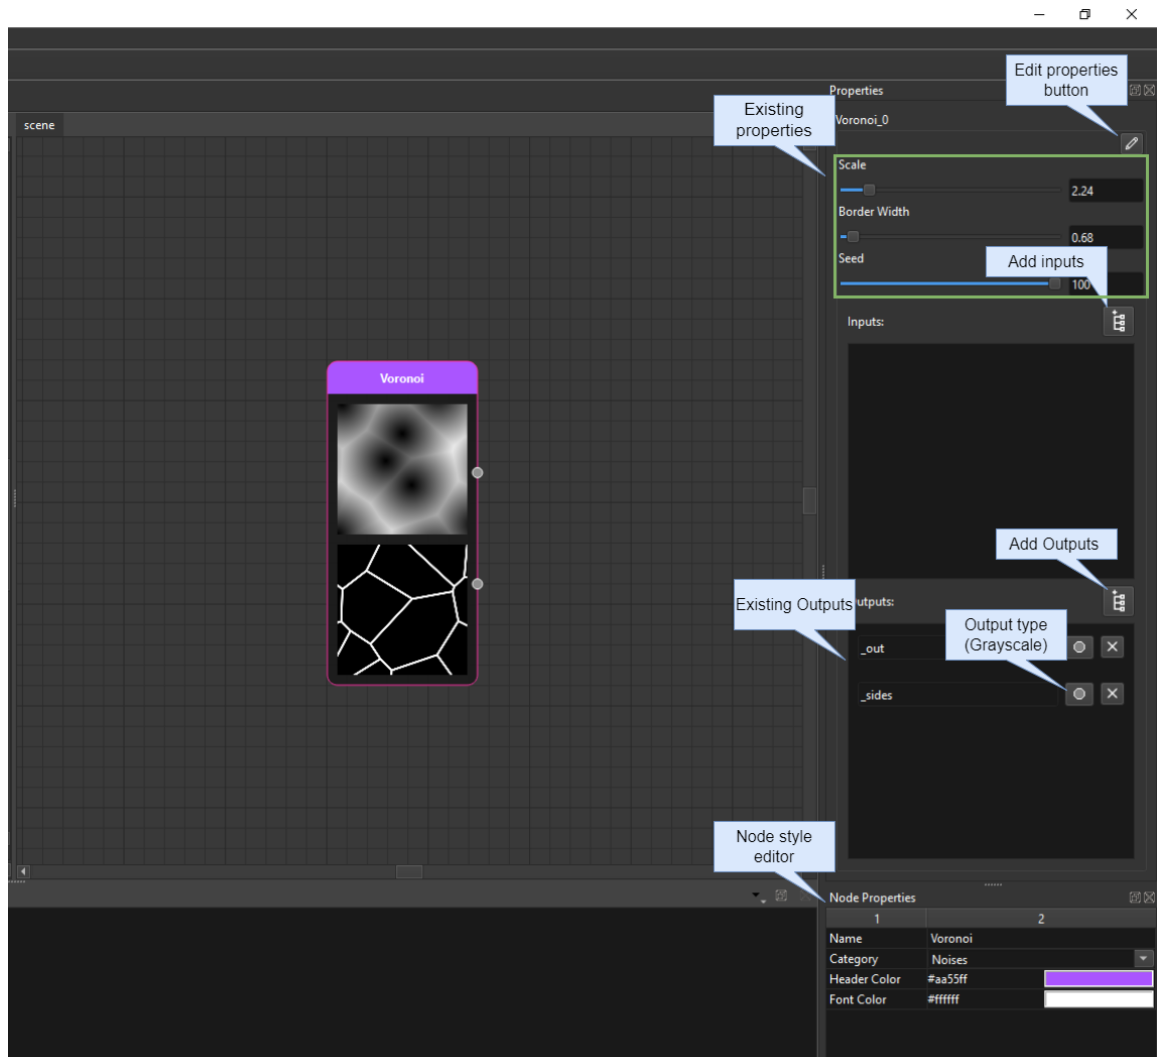 Edit properties
button
Properties
Existing
properties
scene
Voronoi_0
Scale
2.24
Border Width
0.68
Seed
Add inputs
100
Inputs:
Voronoi
Add Outputs
Existing Outputs
utputs:
Output type
(Grayscale)
_out
_sides
Node style
editor
Node Properties
1 2
Name Voronoi
Category Noises
Header Color #aa55ff
Font Color #ffffff